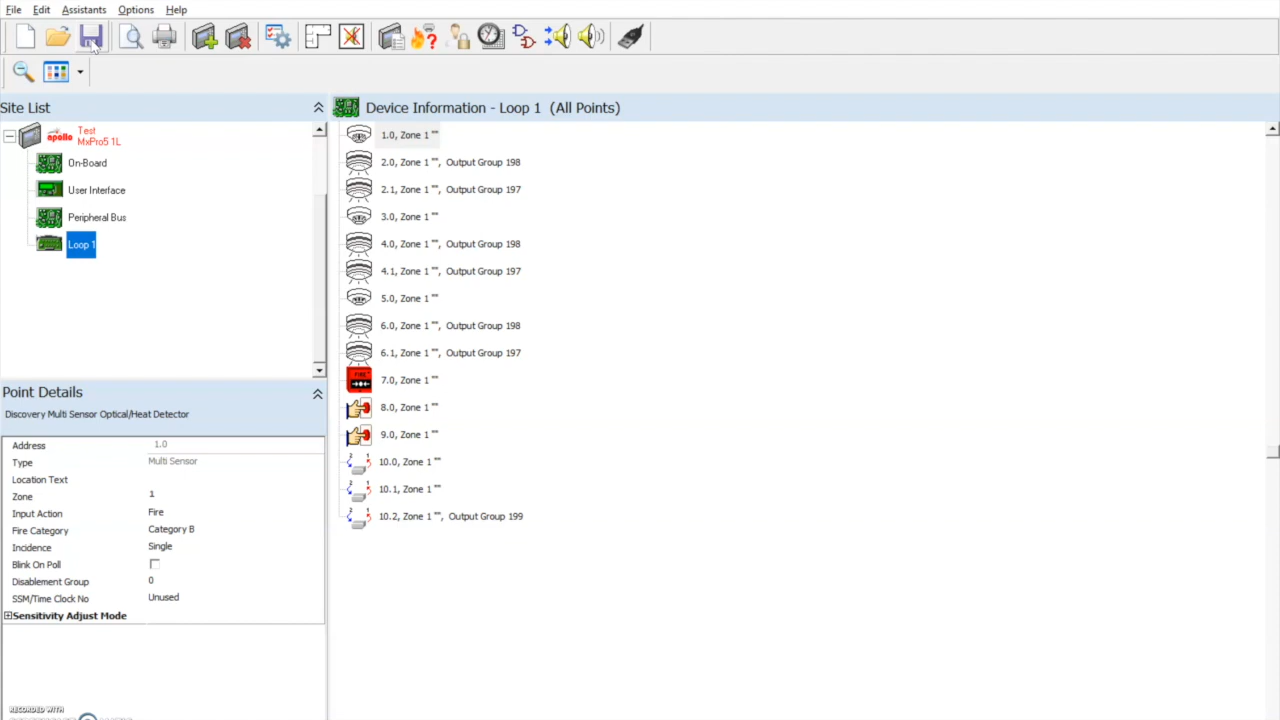 File Edit Assistants Options Help
Site List
Device Information - Loop 1 (All Points)
apollo Test
MxPro5 1L
On-Board
User Interface
Peripheral Bus
Loop 1
1.0, Zone 1 ""
2.0, Zone 1 "", Output Group 198
2.1, Zone 1 "", Output Group 197
3.0, Zone 1 ""
4.0, Zone 1 "", Output Group 198
4.1, Zone 1 "", Output Group 197
5.0, Zone 1 ""
6.0, Zone 1 "", Output Group 198
6.1, Zone 1 "", Output Group 197
FIRE
7.0, Zone 1 ""
8.0, Zone 1 ""
9.0, Zone 1 ""
10.0, Zone 1 ""
10.1, Zone 1 ""
10.2, Zone 1 "", Output Group 199
Point Details
Discovery Multi Sensor Optical/Heat Detector
Address 1.0
Type Multi Sensor
Location Text
Zone 1
Input Action Fire
Fire Category Category B
Incidence Single
Blink On Poll
Disablement Group 0
SSM/Time Clock No Unused
Sensitivity Adjust Mode
RECORDED WITH